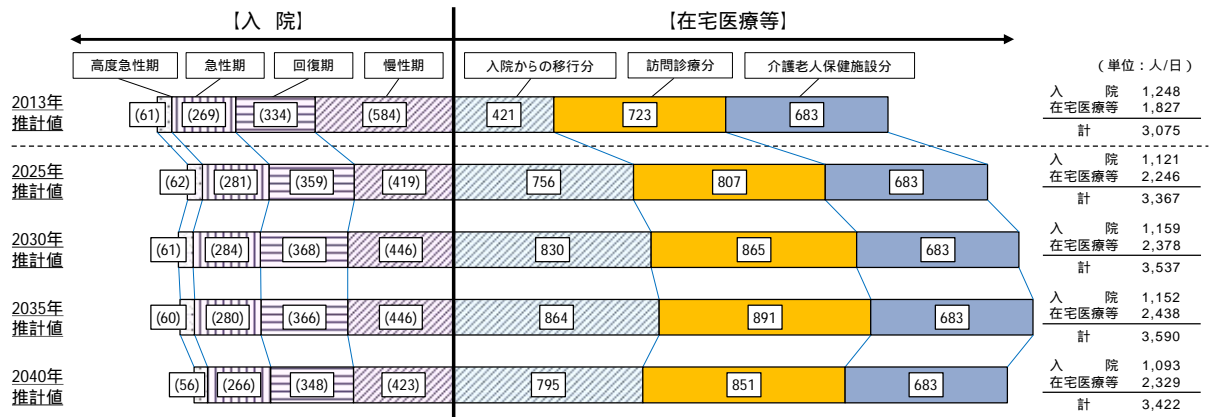 【入 院】 【在宅医療等】
高度急性期 急性期 回復期 慢性期 入院からの移行分 訪問診療分 介護老人保健施設分
（単位：人/日）
2013年
推計値
(61) (269) (334) (584) 421 723 683
入 院 1,248
在宅医療等 1,827
計 3,075
2025年
推計値
(62) (281) (359) (419) 756 807 683
入 院 1,121
在宅医療等 2,246
計 3,367
2030年
推計値
(61) (284) (368) (446) 830 865 683
入 院 1,159
在宅医療等 2,378
計 3,537
2035年
推計値
(60) (280) (366) (446) 864 891 683
入 院 1,152
在宅医療等 2,438
計 3,590
2040年
推計値
(56) (266) (348) (423) 795 851 683
入 院 1,093
在宅医療等 2,329
計 3,422